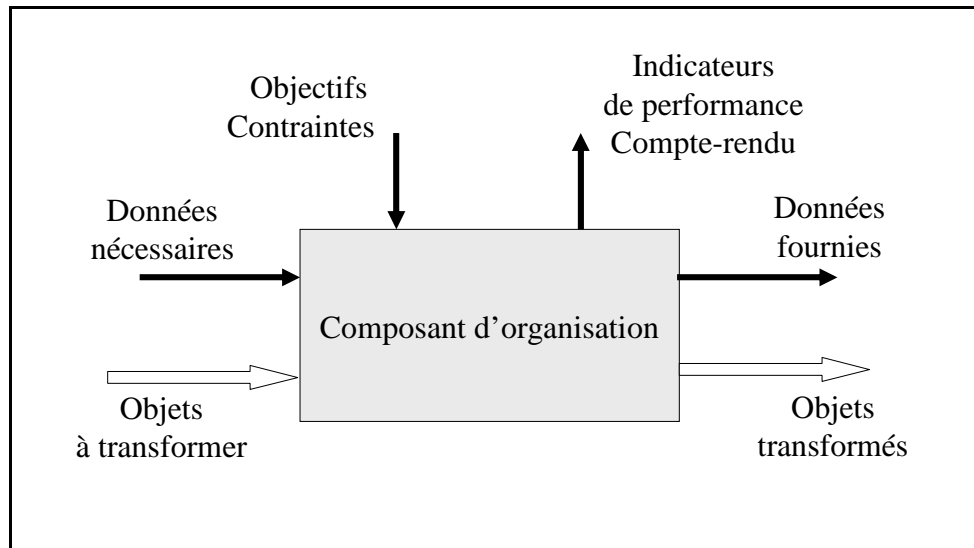 Indicateurs
de performance
Compte-rendu
Objectifs
Contraintes
Données
nécessaires
Données
fournies
Composant d’organisation
Objets
à transformer
Objets
transformés